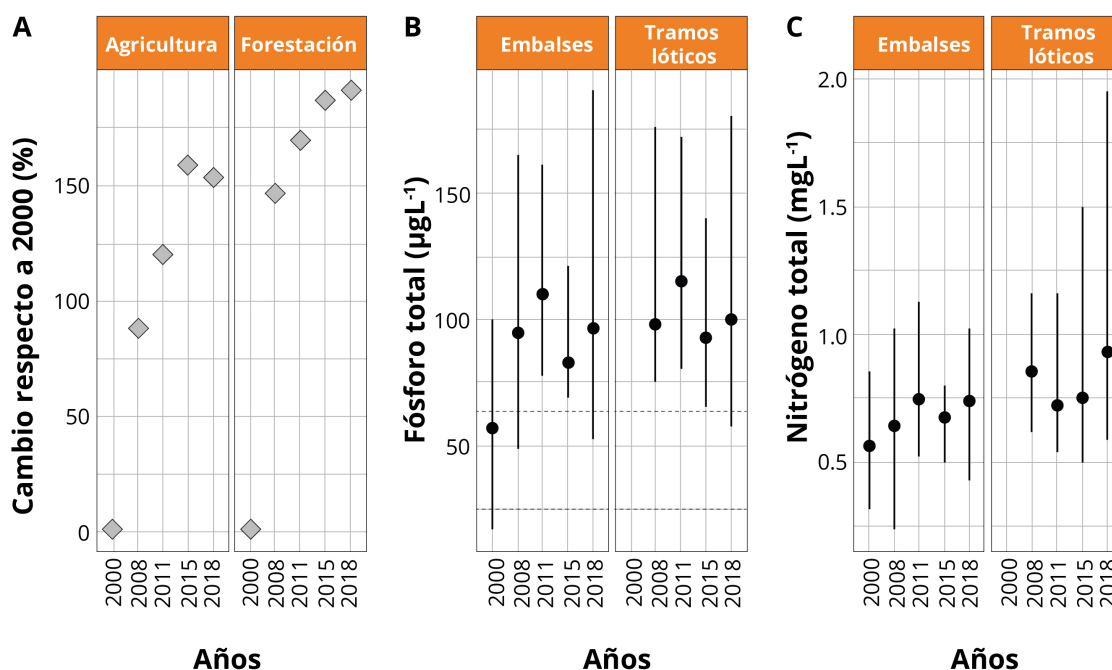 A
Agricultura
Forestación
Cambio respecto a 2000 (%)
150
100
50
0
2000
2008
2011
2015
2018
2000
2008
2011
2015
2018
Años
B
Embalses
Tramos
lóticos
Fósforo total (µgL-1)
150
100
50
2000
2008
2011
2015
2018
2000
2008
2011
2015
2018
Años
C
Embalses
Tramos
lóticos
Nitrógeno total (mgL-1)
2.0
1.5
1.0
0.5
2000
2008
2011
2015
2018
2000
2008
2011
2015
2018
Años